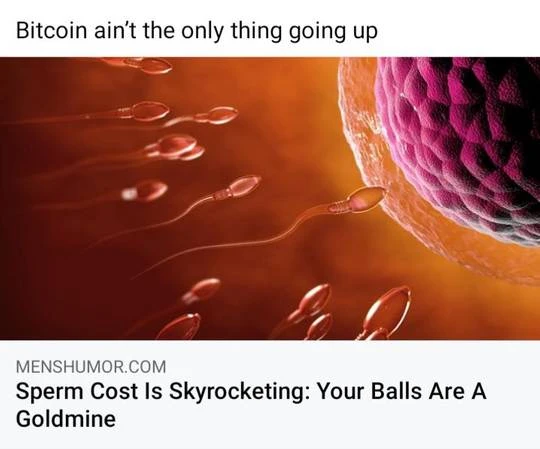 Bitcoin ain’t the only thing going up
MENSHUMOR.COM
Sperm Cost Is Skyrocketing: Your Balls Are A
Goldmine